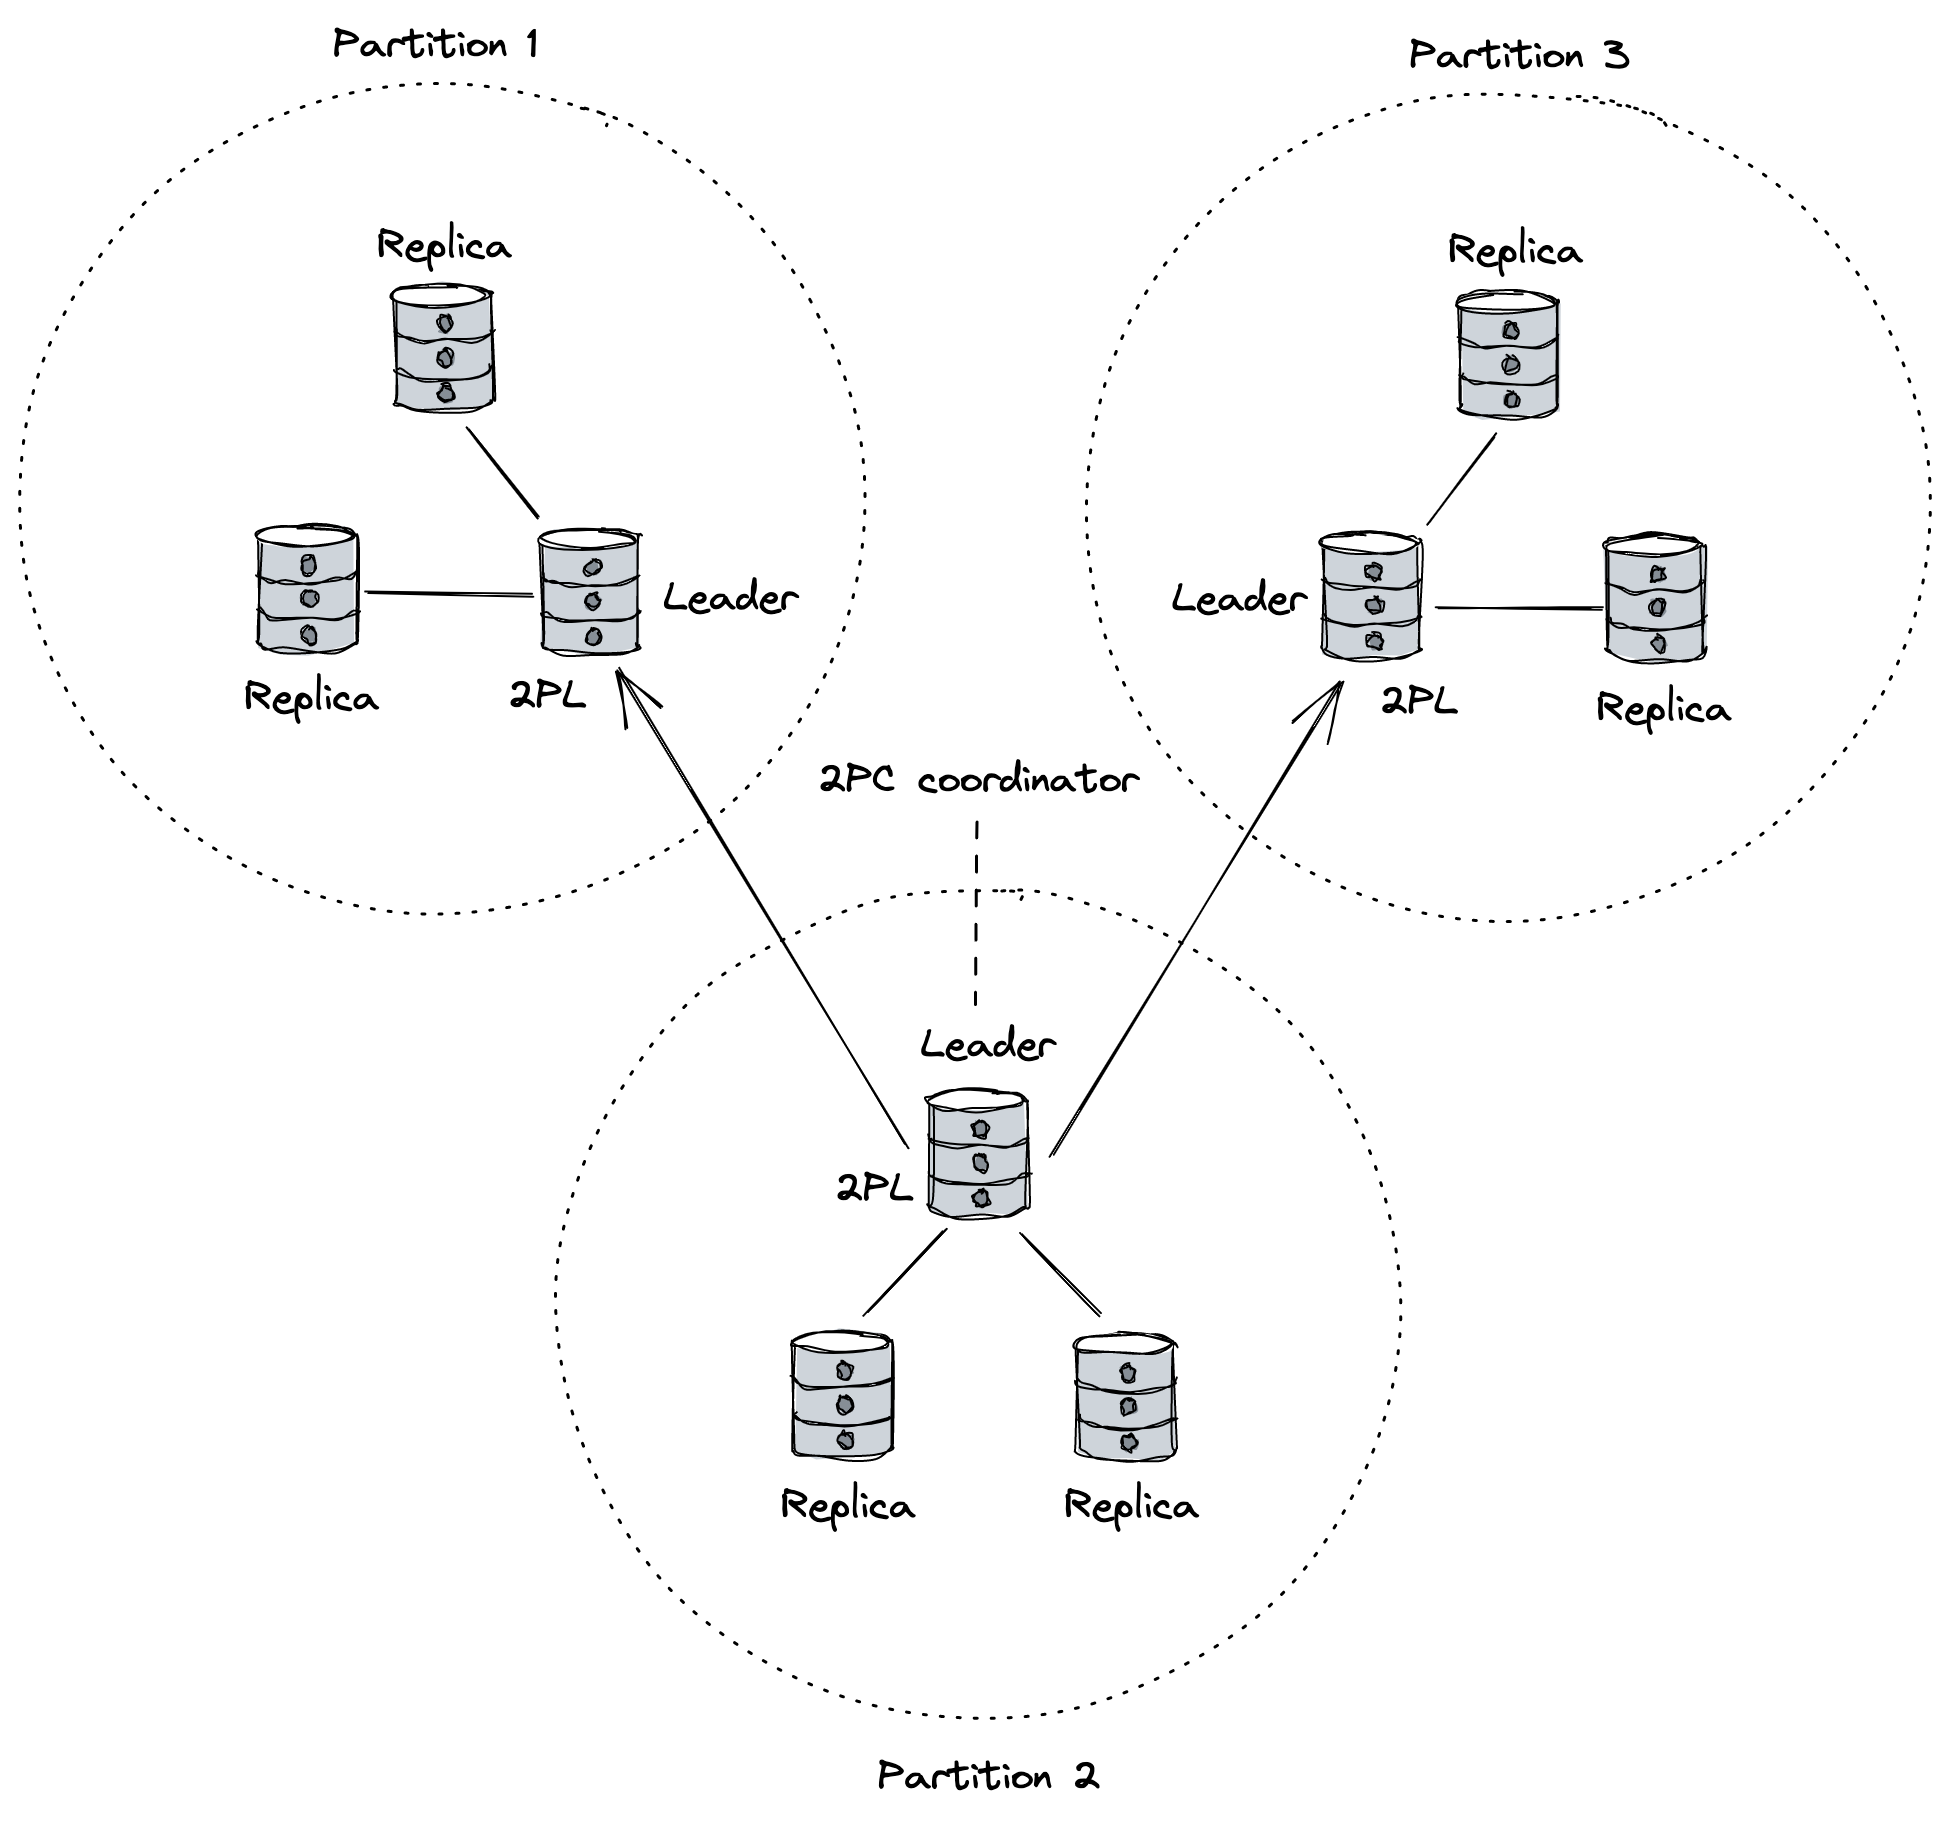 Partition 1
Partition 3
Replica
Replica
Leader
Leader
Replica
2PL
2PL
Replica
2PC coordinator
Leader
2PL
Replica
Replica
Partition 2